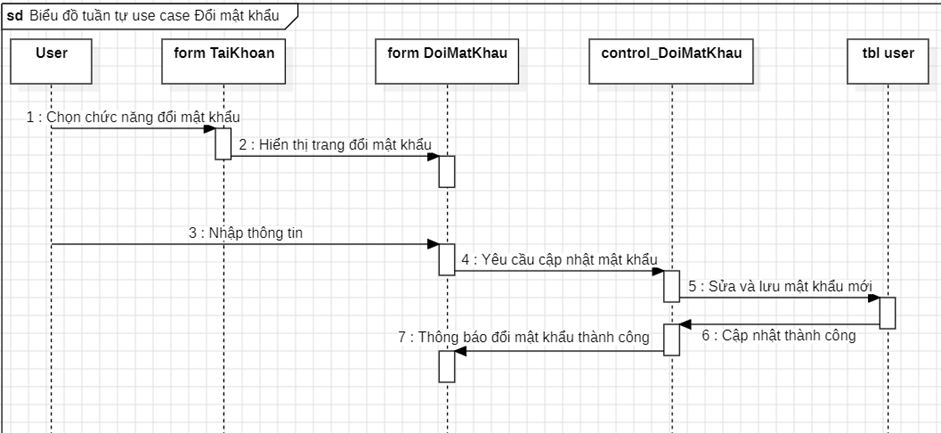 sd Biểu đồ tuần tự use case Đổi mật khẩu
User
form TaiKhoan
form DoiMatKhau
control_DoiMatKhau
tbl user
1 : Chọn chức năng đổi mật khẩu
2 : Hiển thị trang đổi mật khẩu
3 : Nhập thông tin
4 : Yêu cầu cập nhật mật khẩu
5 : Sửa và lưu mật khẩu mới
6 : Cập nhật thành công
7 : Thông báo đổi mật khẩu thành công